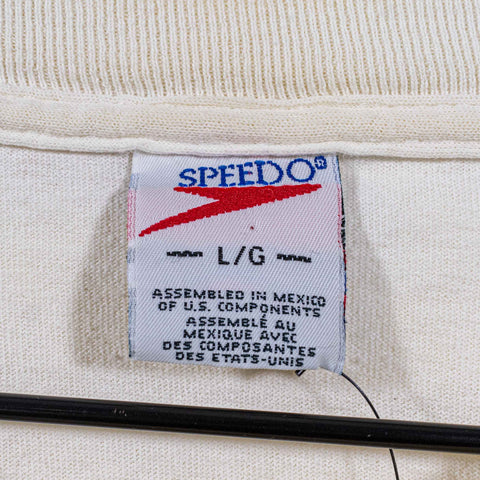 SPEEDO®
L/G
ASSEMBLED IN MEXICO
OF U.S. COMPONENTS
ASSEMBLÉ AU
MEXIQUE AVEC
DES COMPOSANTES
DES ETATS-UNIS